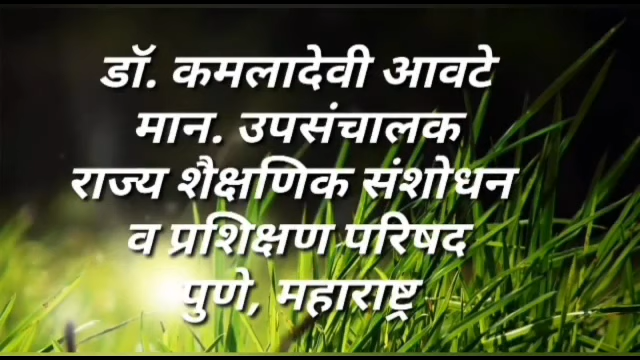 डॉ. कमलादेवी आवटे
मान. उपसंचालक
राज्य शैक्षणिक संशोधन
व प्रशिक्षण परिषद
पुणे, महाराष्ट्र